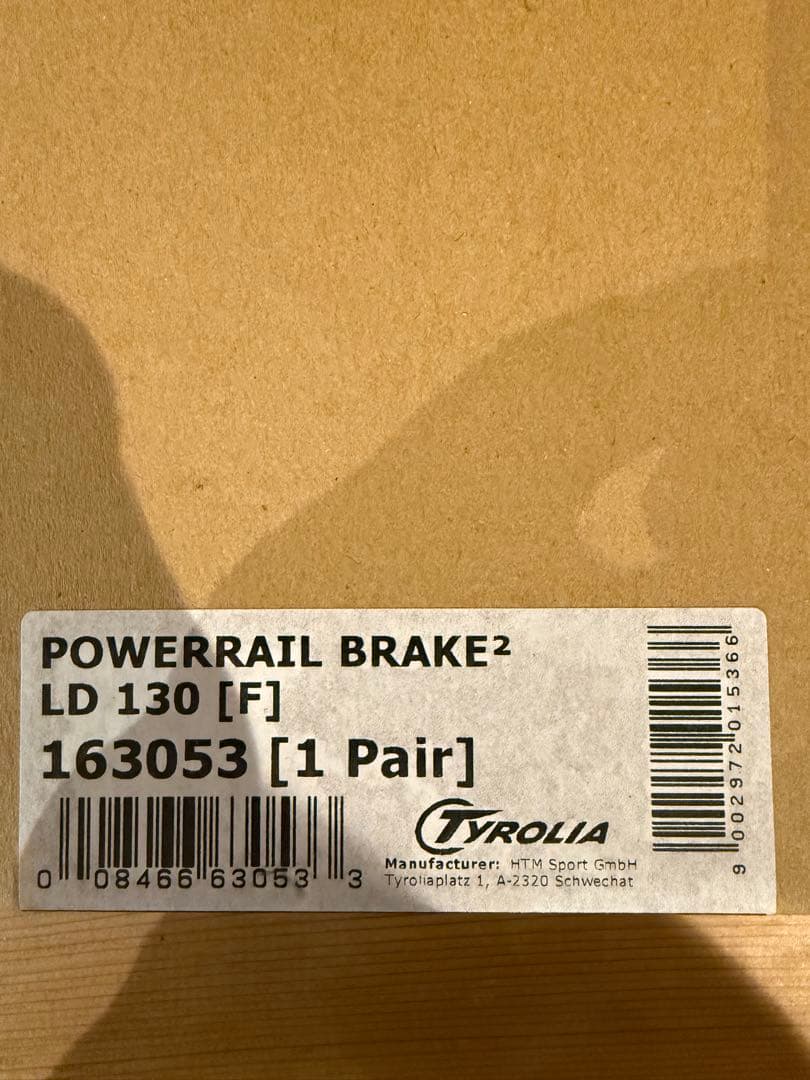 POWERRAIL BRAKE²
LD 130 [F]
163053 [1 Pair]
0 08466 63053 3
TYROLIA
Manufacturer: HTM Sport GmbH
Tyroliaplatz 1, A-2320 Schwechat
9 002972 015366